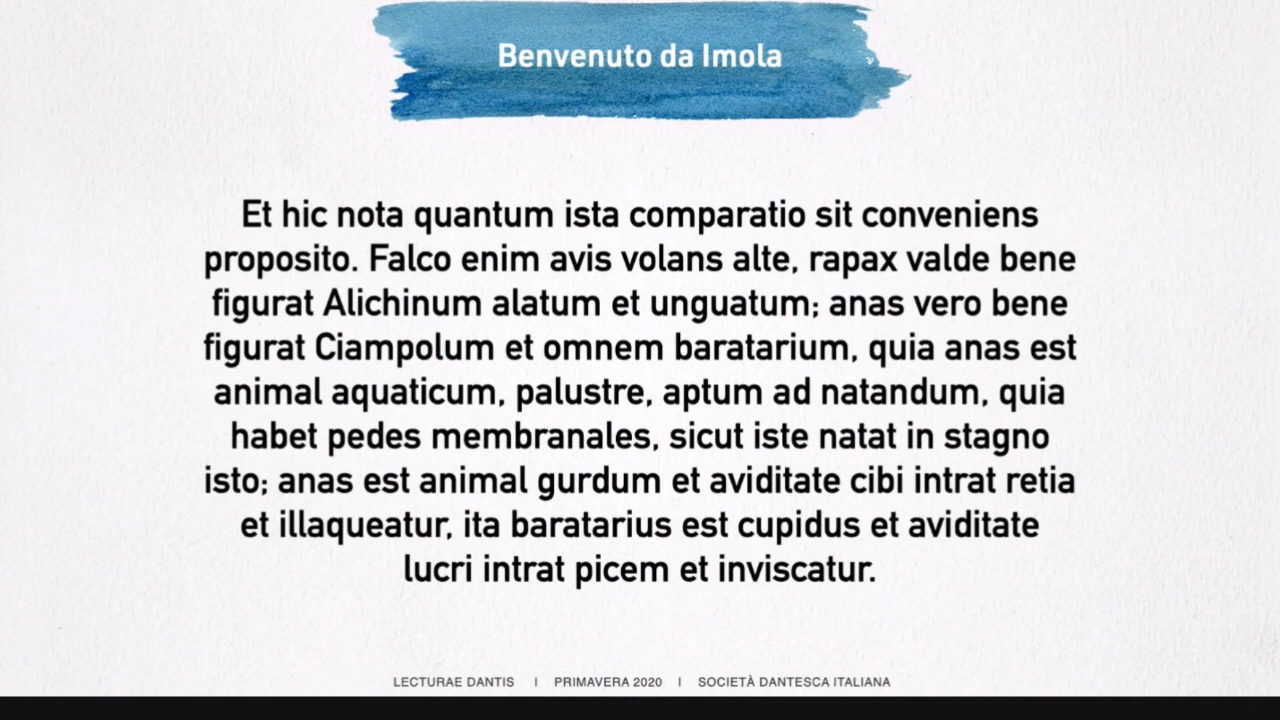 Benvenuto da Imola
Et hic nota quantum ista comparatio sit conveniens
proposito. Falco enim avis volans alte, rapax valde bene
figurat Alichinum alatum et unguatum; anas vero bene
figurat Ciampolum et omnem baratarium, quia anas est
animal aquaticum, palustre, aptum ad natandum, quia
habet pedes membranales, sicut iste natat in stagno
isto; anas est animal gurdum et aviditate cibi intrat retia
et illaqueatur, ita baratarius est cupidus et aviditate
lucri intrat picem et inviscatur.
LECTURAE DANTIS | PRIMAVERA 2020 | SOCIETÀ DANTESCA ITALIANA